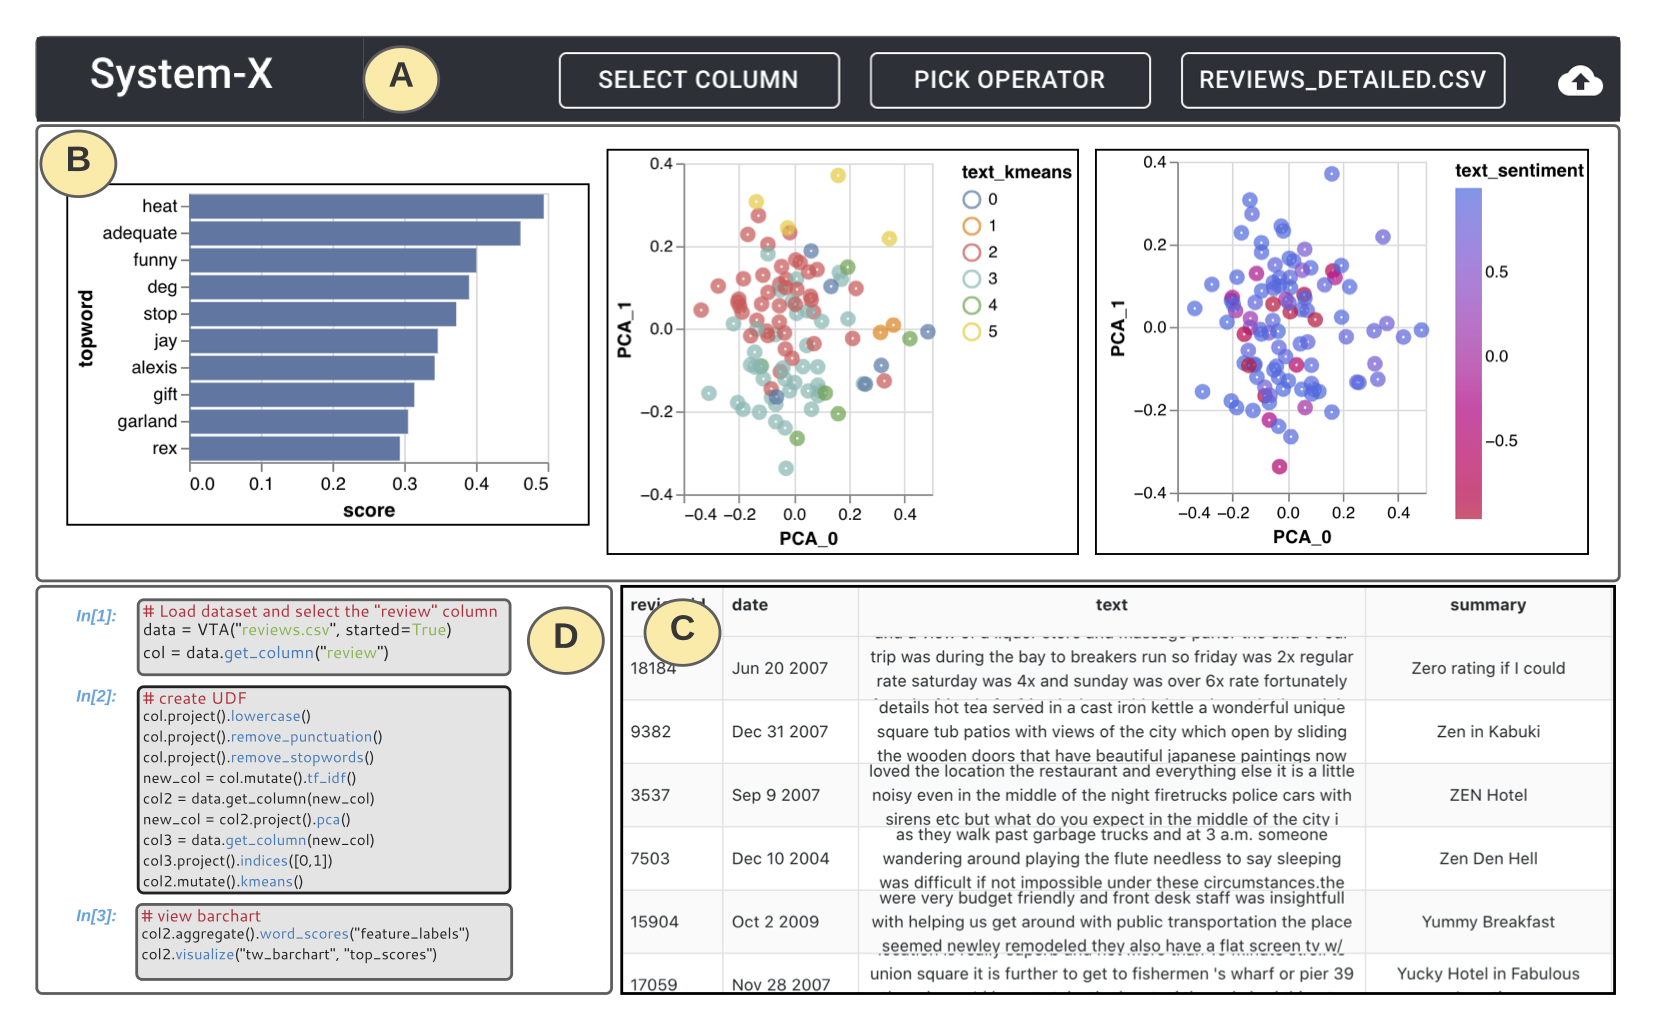 System-X
A
SELECT COLUMN
PICK OPERATOR
REVIEWS_DETAILED.CSV
B
heat
adequate
funny
deg
stop
jay
alexis
gift
garland
rex
topword
0.0 0.1 0.2 0.3 0.4 0.5
score
0.4
0.2
0.0
−0.2
−0.4
PCA_1
−0.4 −0.2 0.0 0.2 0.4
PCA_0
text_kmeans
0
1
2
3
4
5
0.4
0.2
0.0
−0.2
−0.4
PCA_1
−0.4 −0.2 0.0 0.2 0.4
PCA_0
text_sentiment
0.5
0.0
−0.5
In[1]:
# Load dataset and select the "review" column
data = VTA("reviews.csv", started=True)
col = data.get_column("review")
D
In[2]:
# create UDF
col.project().lowercase()
col.project().remove_punctuation()
col.project().remove_stopwords()
new_col = col.mutate().tf_idf()
col2 = data.get_column(new_col)
new_col = col2.project().pca()
col3 = data.get_column(new_col)
col3.project().indices([0,1])
col2.mutate().kmeans()
In[3]:
# view barchart
col2.aggregate().word_scores("feature_labels")
col2.visualize("tw_barchart", "top_scores")
C
date text summary
18184 Jun 20 2007
trip was during the bay to breakers run so friday was 2x regular
rate saturday was 4x and sunday was over 6x rate fortunately
Zero rating if I could
9382 Dec 31 2007
details hot tea served in a cast iron kettle a wonderful unique
square tub patios with views of the city which open by sliding
the wooden doors that have beautiful japanese paintings now
Zen in Kabuki
3537 Sep 9 2007
loved the location the restaurant and everything else it is a little
noisy even in the middle of the night firetrucks police cars with
sirens etc but what do you expect in the middle of the city i
ZEN Hotel
7503 Dec 10 2004
as they walk past garbage trucks and at 3 a.m. someone
wandering around playing the flute needless to say sleeping
was difficult if not impossible under these circumstances.the
Zen Den Hell
15904 Oct 2 2009
were very budget friendly and front desk staff was insightfull
with helping us get around with public transportation the place
seemed newley remodeled they also have a flat screen tv w/
Yummy Breakfast
17059 Nov 28 2007
union square it is further to get to fishermen 's wharf or pier 39
Yucky Hotel in Fabulous